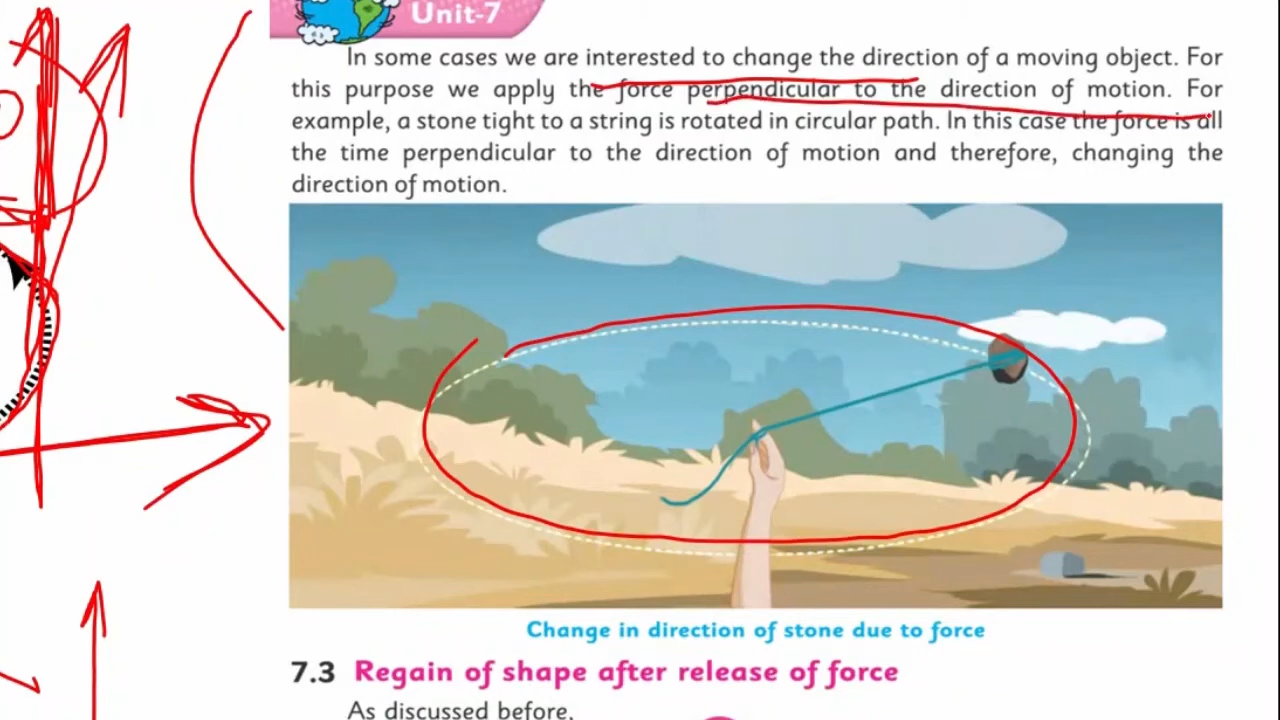 Unit-7
In some cases we are interested to change the direction of a moving object. For
this purpose we apply the force perpendicular to the direction of motion. For
example, a stone tight to a string is rotated in circular path. In this case the force is all
the time perpendicular to the direction of motion and therefore, changing the
direction of motion.
Change in direction of stone due to force
7.3 Regain of shape after release of force
As discussed before,